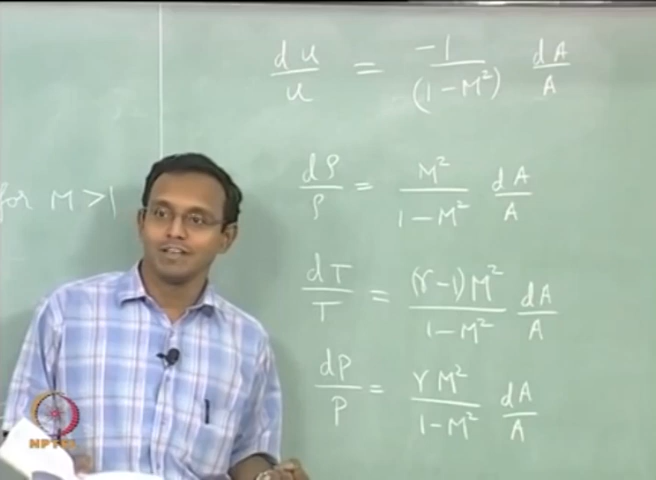 du/u = -1/(1-M²) dA/A
dρ/ρ = M²/1-M² dA/A
for M >1
dT/T = (γ-1)M²/1-M² dA/A
dP/P = γM²/1-M² dA/A
NPTEL